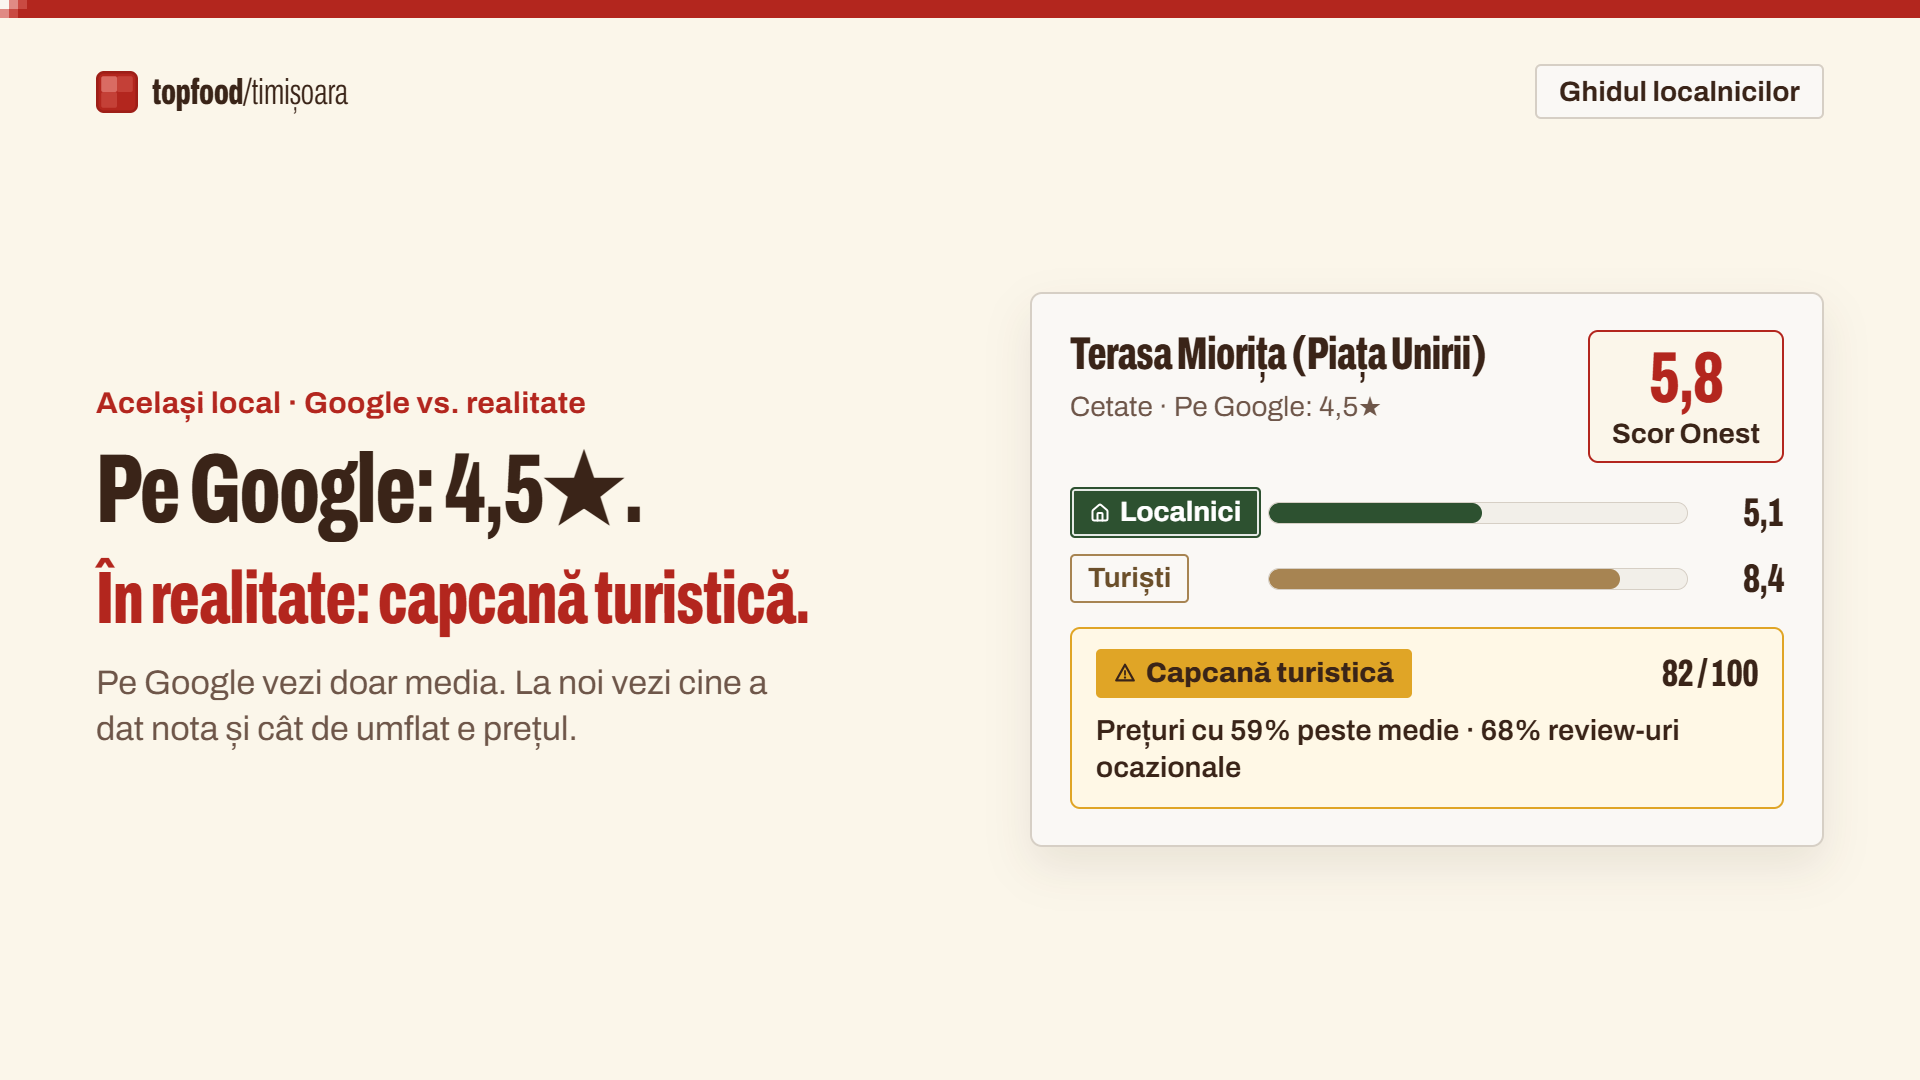 topfood/timișoara
Ghidul localnicilor
Același local · Google vs. realitate
Pe Google: 4,5★.
În realitate: capcană turistică.
Pe Google vezi doar media. La noi vezi cine a
dat nota și cât de umflat e prețul.
Terasa Miorița (Piața Unirii)
Cetate · Pe Google: 4,5★
5,8
Scor Onest
Localnici 5,1
Turiști 8,4
Capcană turistică 82/100
Prețuri cu 59% peste medie · 68% review-uri
ocazionale